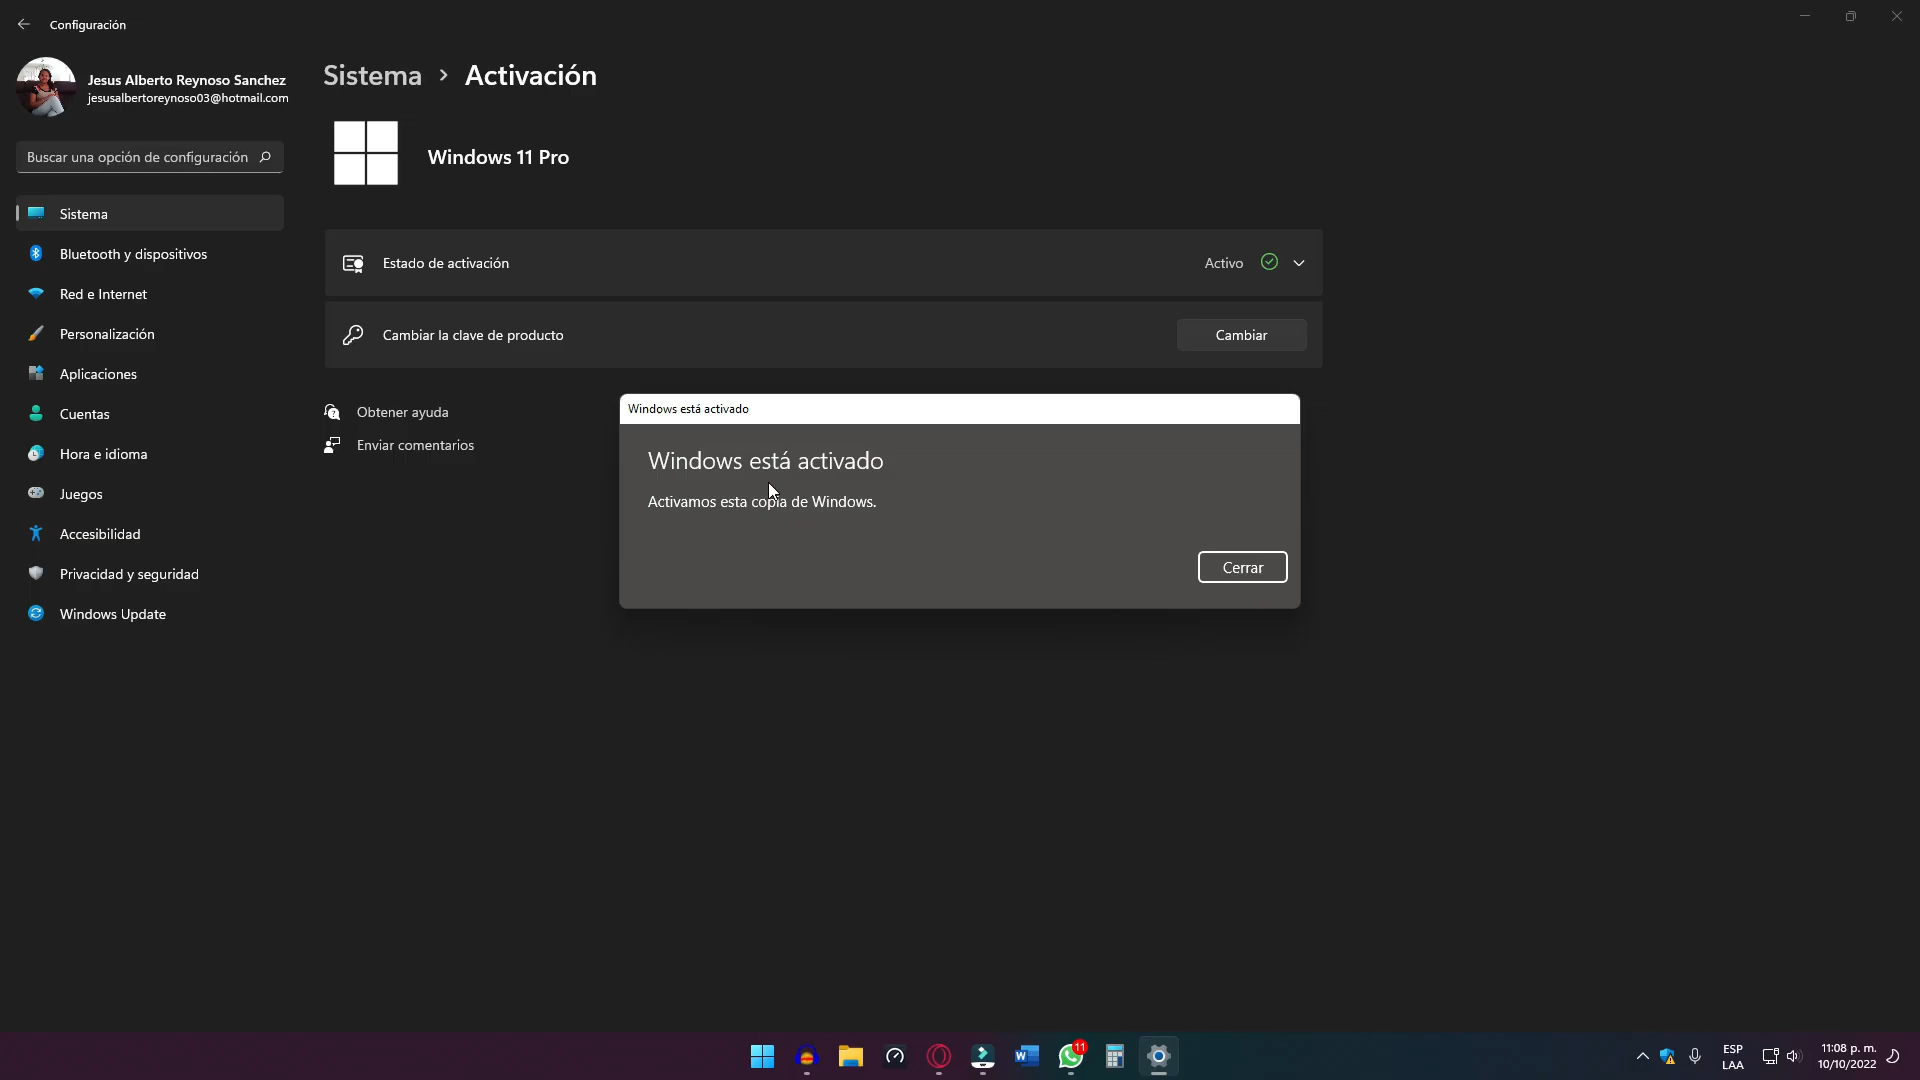 Configuración
Jesus Alberto Reynoso Sanchez
jesusalbertoreynoso03@hotmail.com
Buscar una opción de configuración
Sistema
Bluetooth y dispositivos
Red e Internet
Personalización
Aplicaciones
Cuentas
Hora e idioma
Juegos
Accesibilidad
Privacidad y seguridad
Windows Update
Sistema > Activación
Windows 11 Pro
Estado de activación
Activo
Cambiar la clave de producto
Cambiar
Obtener ayuda
Enviar comentarios
Windows está activado
Windows está activado
Activamos esta copia de Windows.
Cerrar
W
11
ESP
LAA
11:08 p. m.
10/10/2022